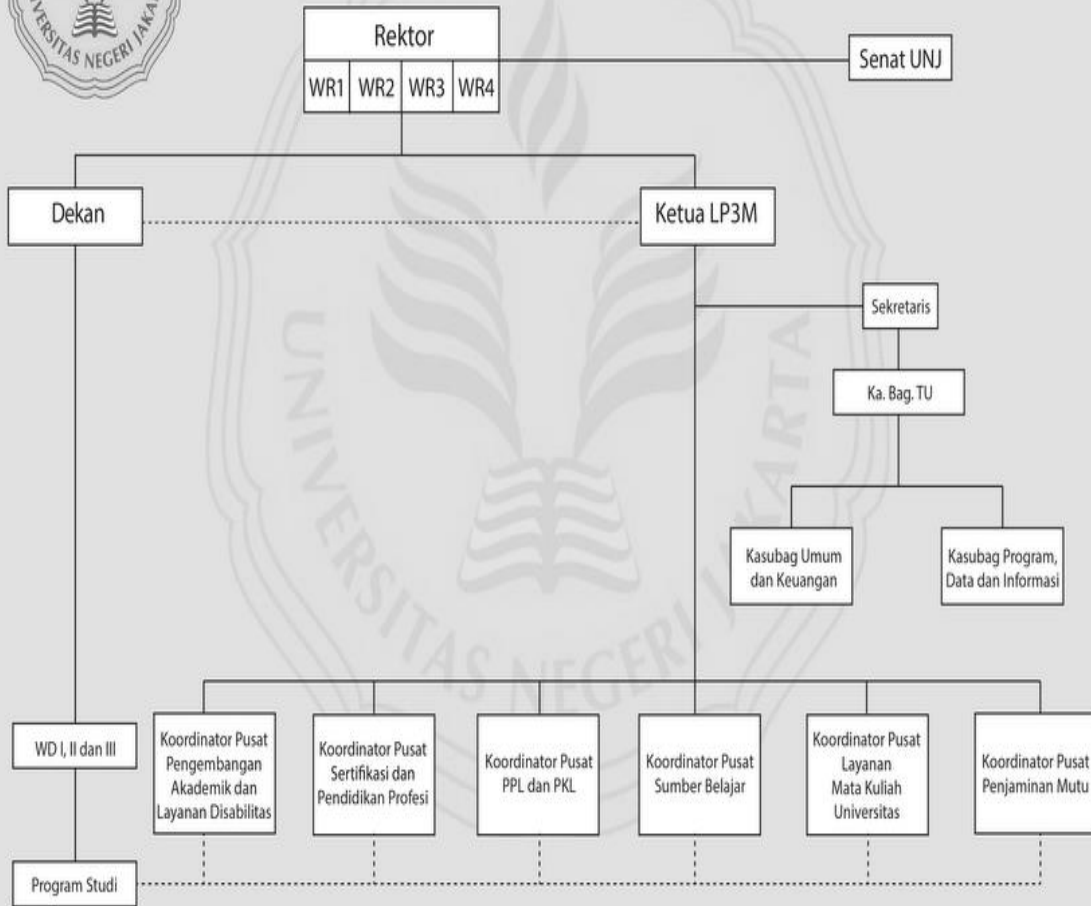 UNIVERSITAS NEGERI JAKARTA
Rektor
WR1 WR2 WR3 WR4
Senat UNJ
Dekan
Ketua LP3M
Sekretaris
Ka. Bag. TU
Kasubag Umum
dan Keuangan
Kasubag Program,
Data dan Informasi
WD I, II dan III
Koordinator Pusat
Pengembangan
Akademik dan
Layanan Disabilitas
Koordinator Pusat
Sertifikasi dan
Pendidikan Profesi
Koordinator Pusat
PPL dan PKL
Koordinator Pusat
Sumber Belajar
Koordinator Pusat
Layanan
Mata Kuliah
Universitas
Koordinator Pusat
Penjaminan Mutu
Program Studi
VERSITAS NEGERI JAKA